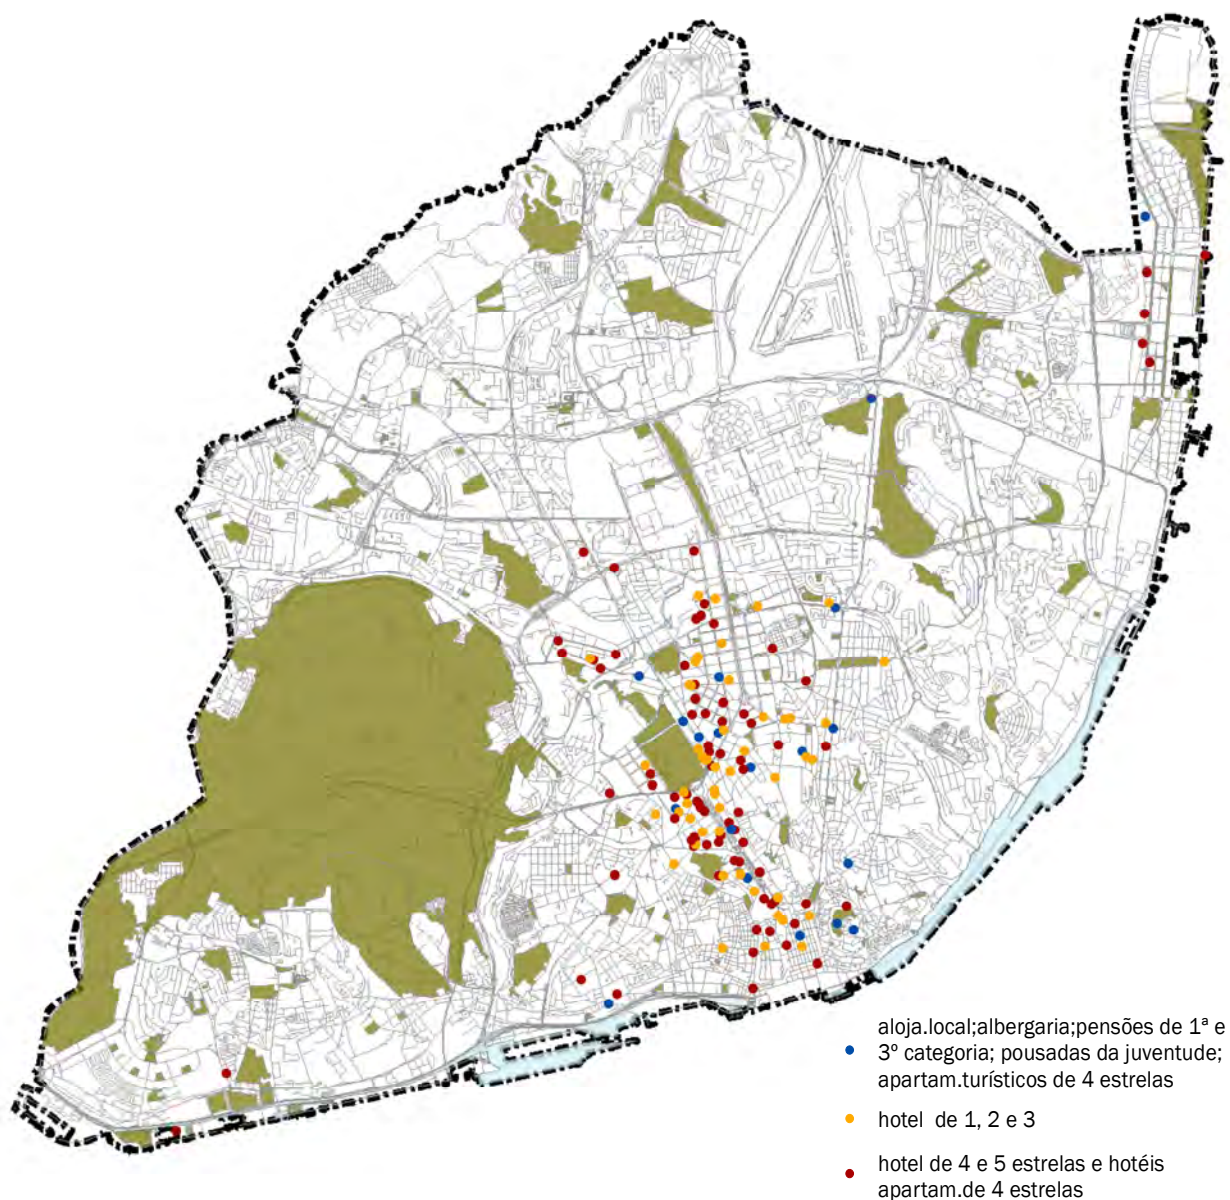 aloja.local;albergaria;pensões de 1ª e
3º categoria; pousadas da juventude;
apartam.turísticos de 4 estrelas
hotel de 1, 2 e 3
hotel de 4 e 5 estrelas e hotéis
apartam.de 4 estrelas